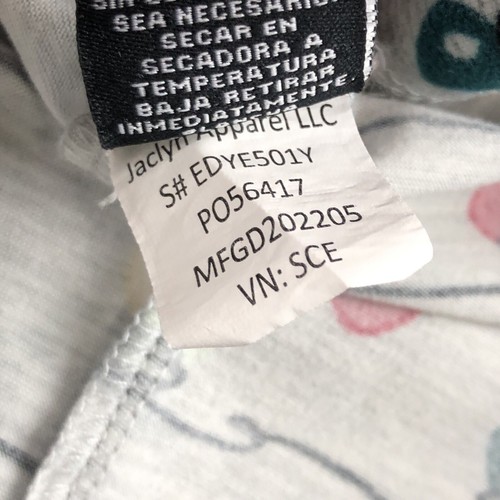 SEA NECESARIO
SECAR EN
SECADORA A
TEMPERATURA
BAJA RETIRAR
INMEDIATAMENTE.
Jaclyn Apparel LLC
S# EDYE501Y
PO56417
MFGD202205
VN: SCE